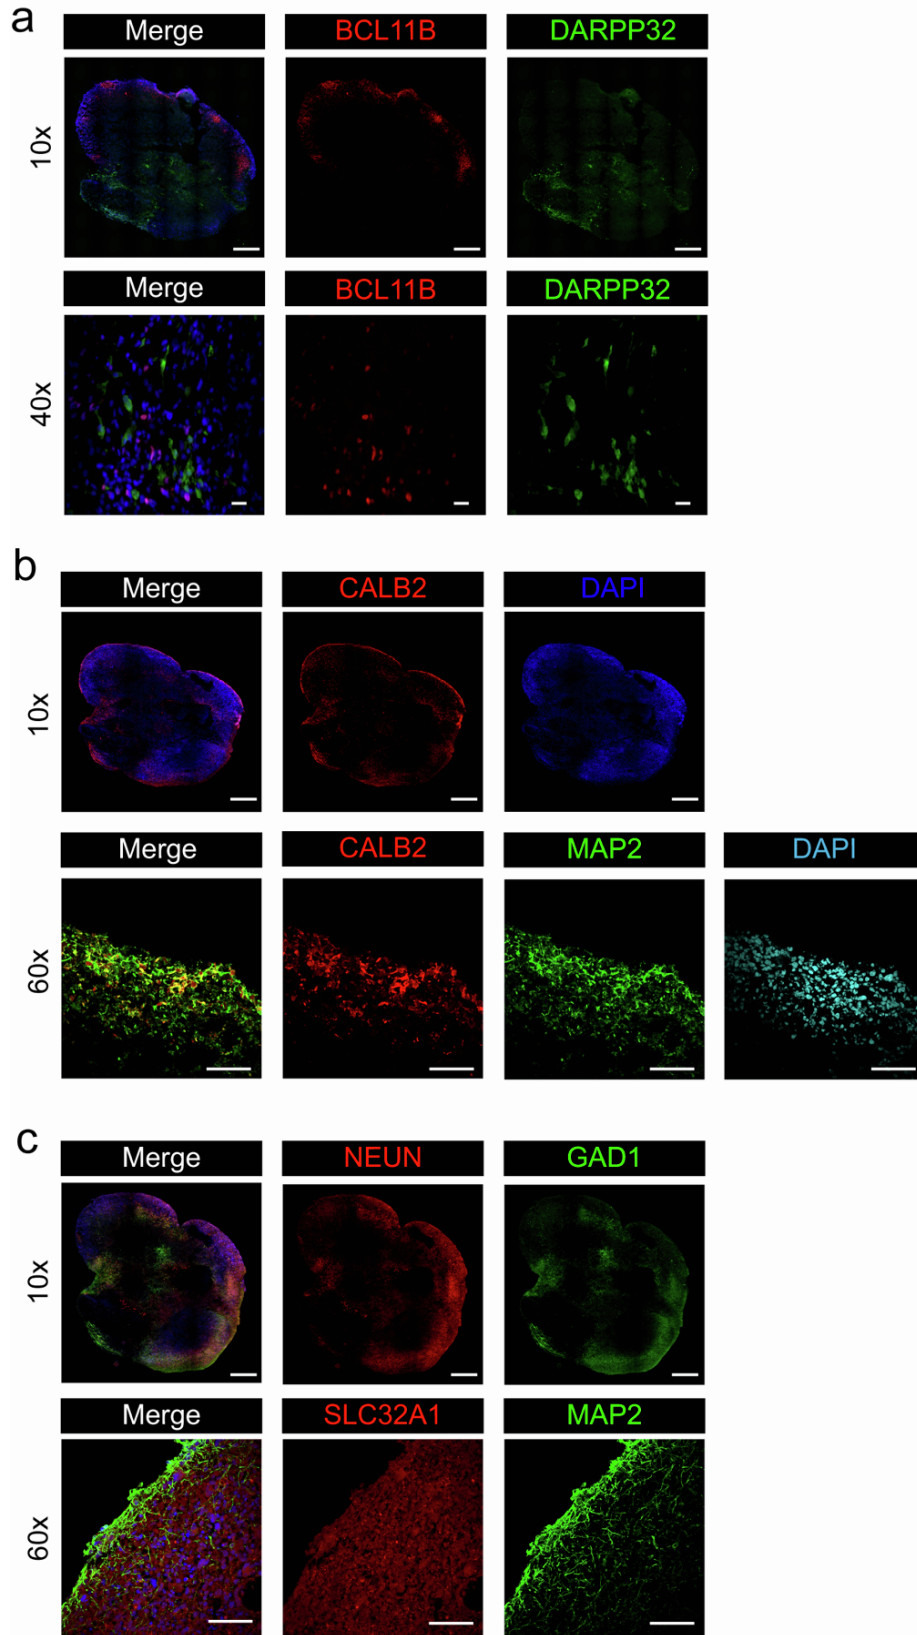 a
Merge BCL11B DARPP32
10x
Merge BCL11B DARPP32
40x
b
Merge CALB2 DAPI
10x
Merge CALB2 MAP2 DAPI
60x
c
Merge NEUN GAD1
10x
Merge SLC32A1 MAP2
60x